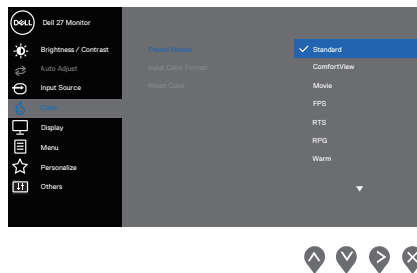 DELL
Dell 27 Monitor
Brightness / Contrast
Auto Adjust
Input Source
Color
Display
Menu
Personalize
Others
Preset Modes
Input Color Format
Reset Color
Standard
ComfortView
Movie
FPS
RTS
RPG
Warm